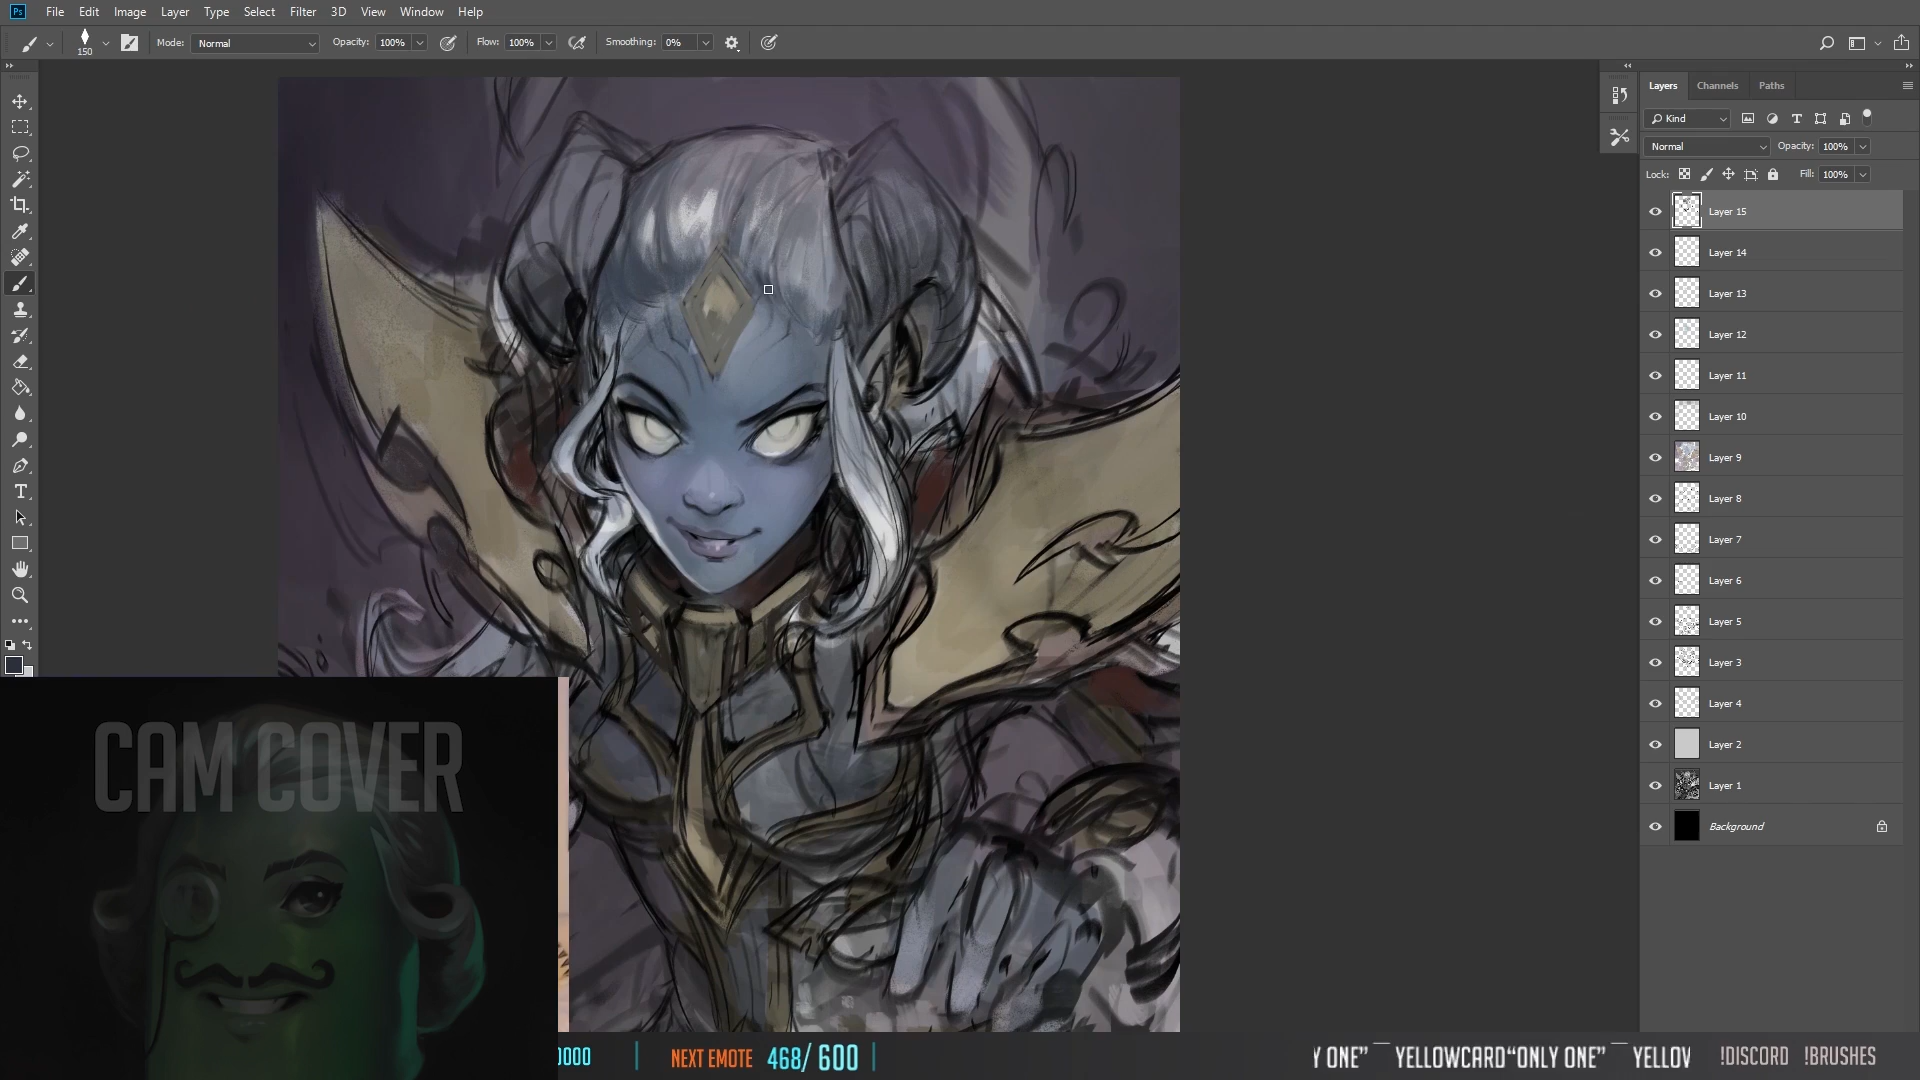 Ps File Edit Image Layer Type Select Filter 3D View Window Help
150 Mode: Normal Opacity: 100% Flow: 100% Smoothing: 0%
Layers Channels Paths
Kind
Normal Opacity: 100%
Lock: Fill: 100%
Layer 15
Layer 14
Layer 13
Layer 12
Layer 11
Layer 10
Layer 9
Layer 8
Layer 7
Layer 6
Layer 5
Layer 3
Layer 4
Layer 2
Layer 1
Background
CAM COVER
0000 | NEXT EMOTE 468/ 600 | Y ONE” ¯ YELLOWCARD“ONLY ONE” ¯ YELLOV !DISCORD !BRUSHES